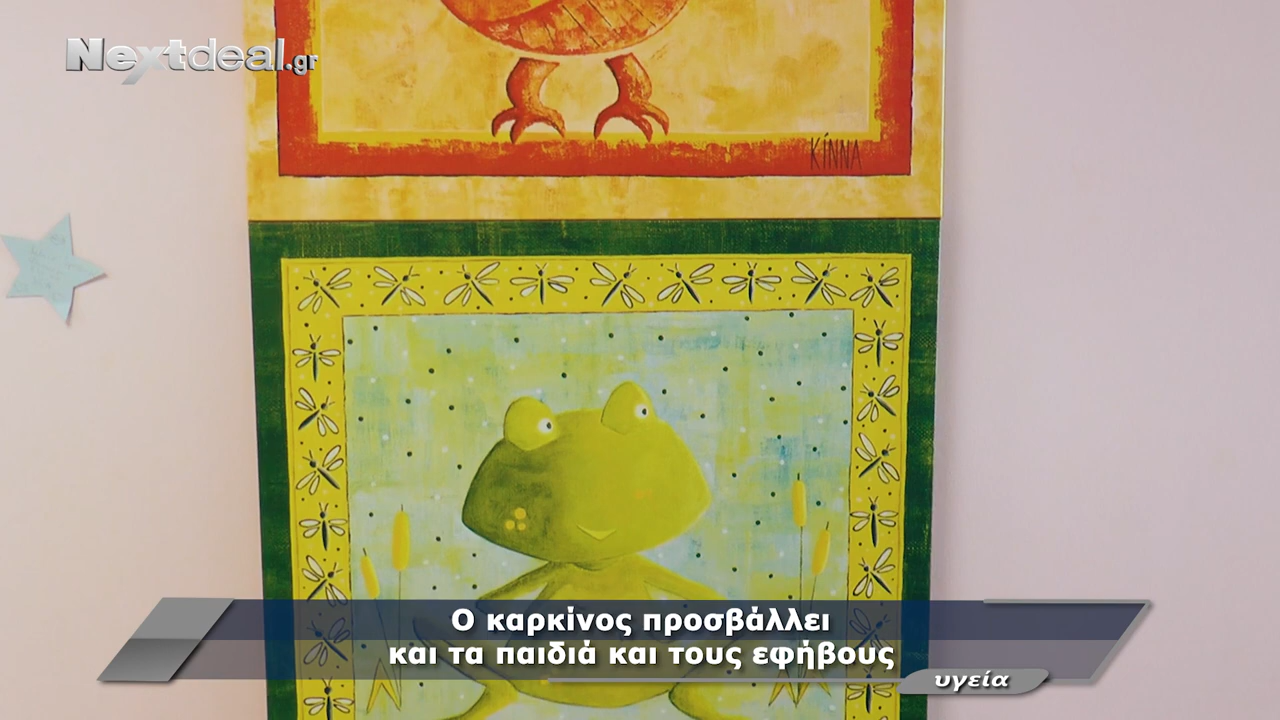 Nextdeal.gr
KÍNNA
Ο καρκίνος προσβάλλει
και τα παιδιά και τους εφήβους
υγεία